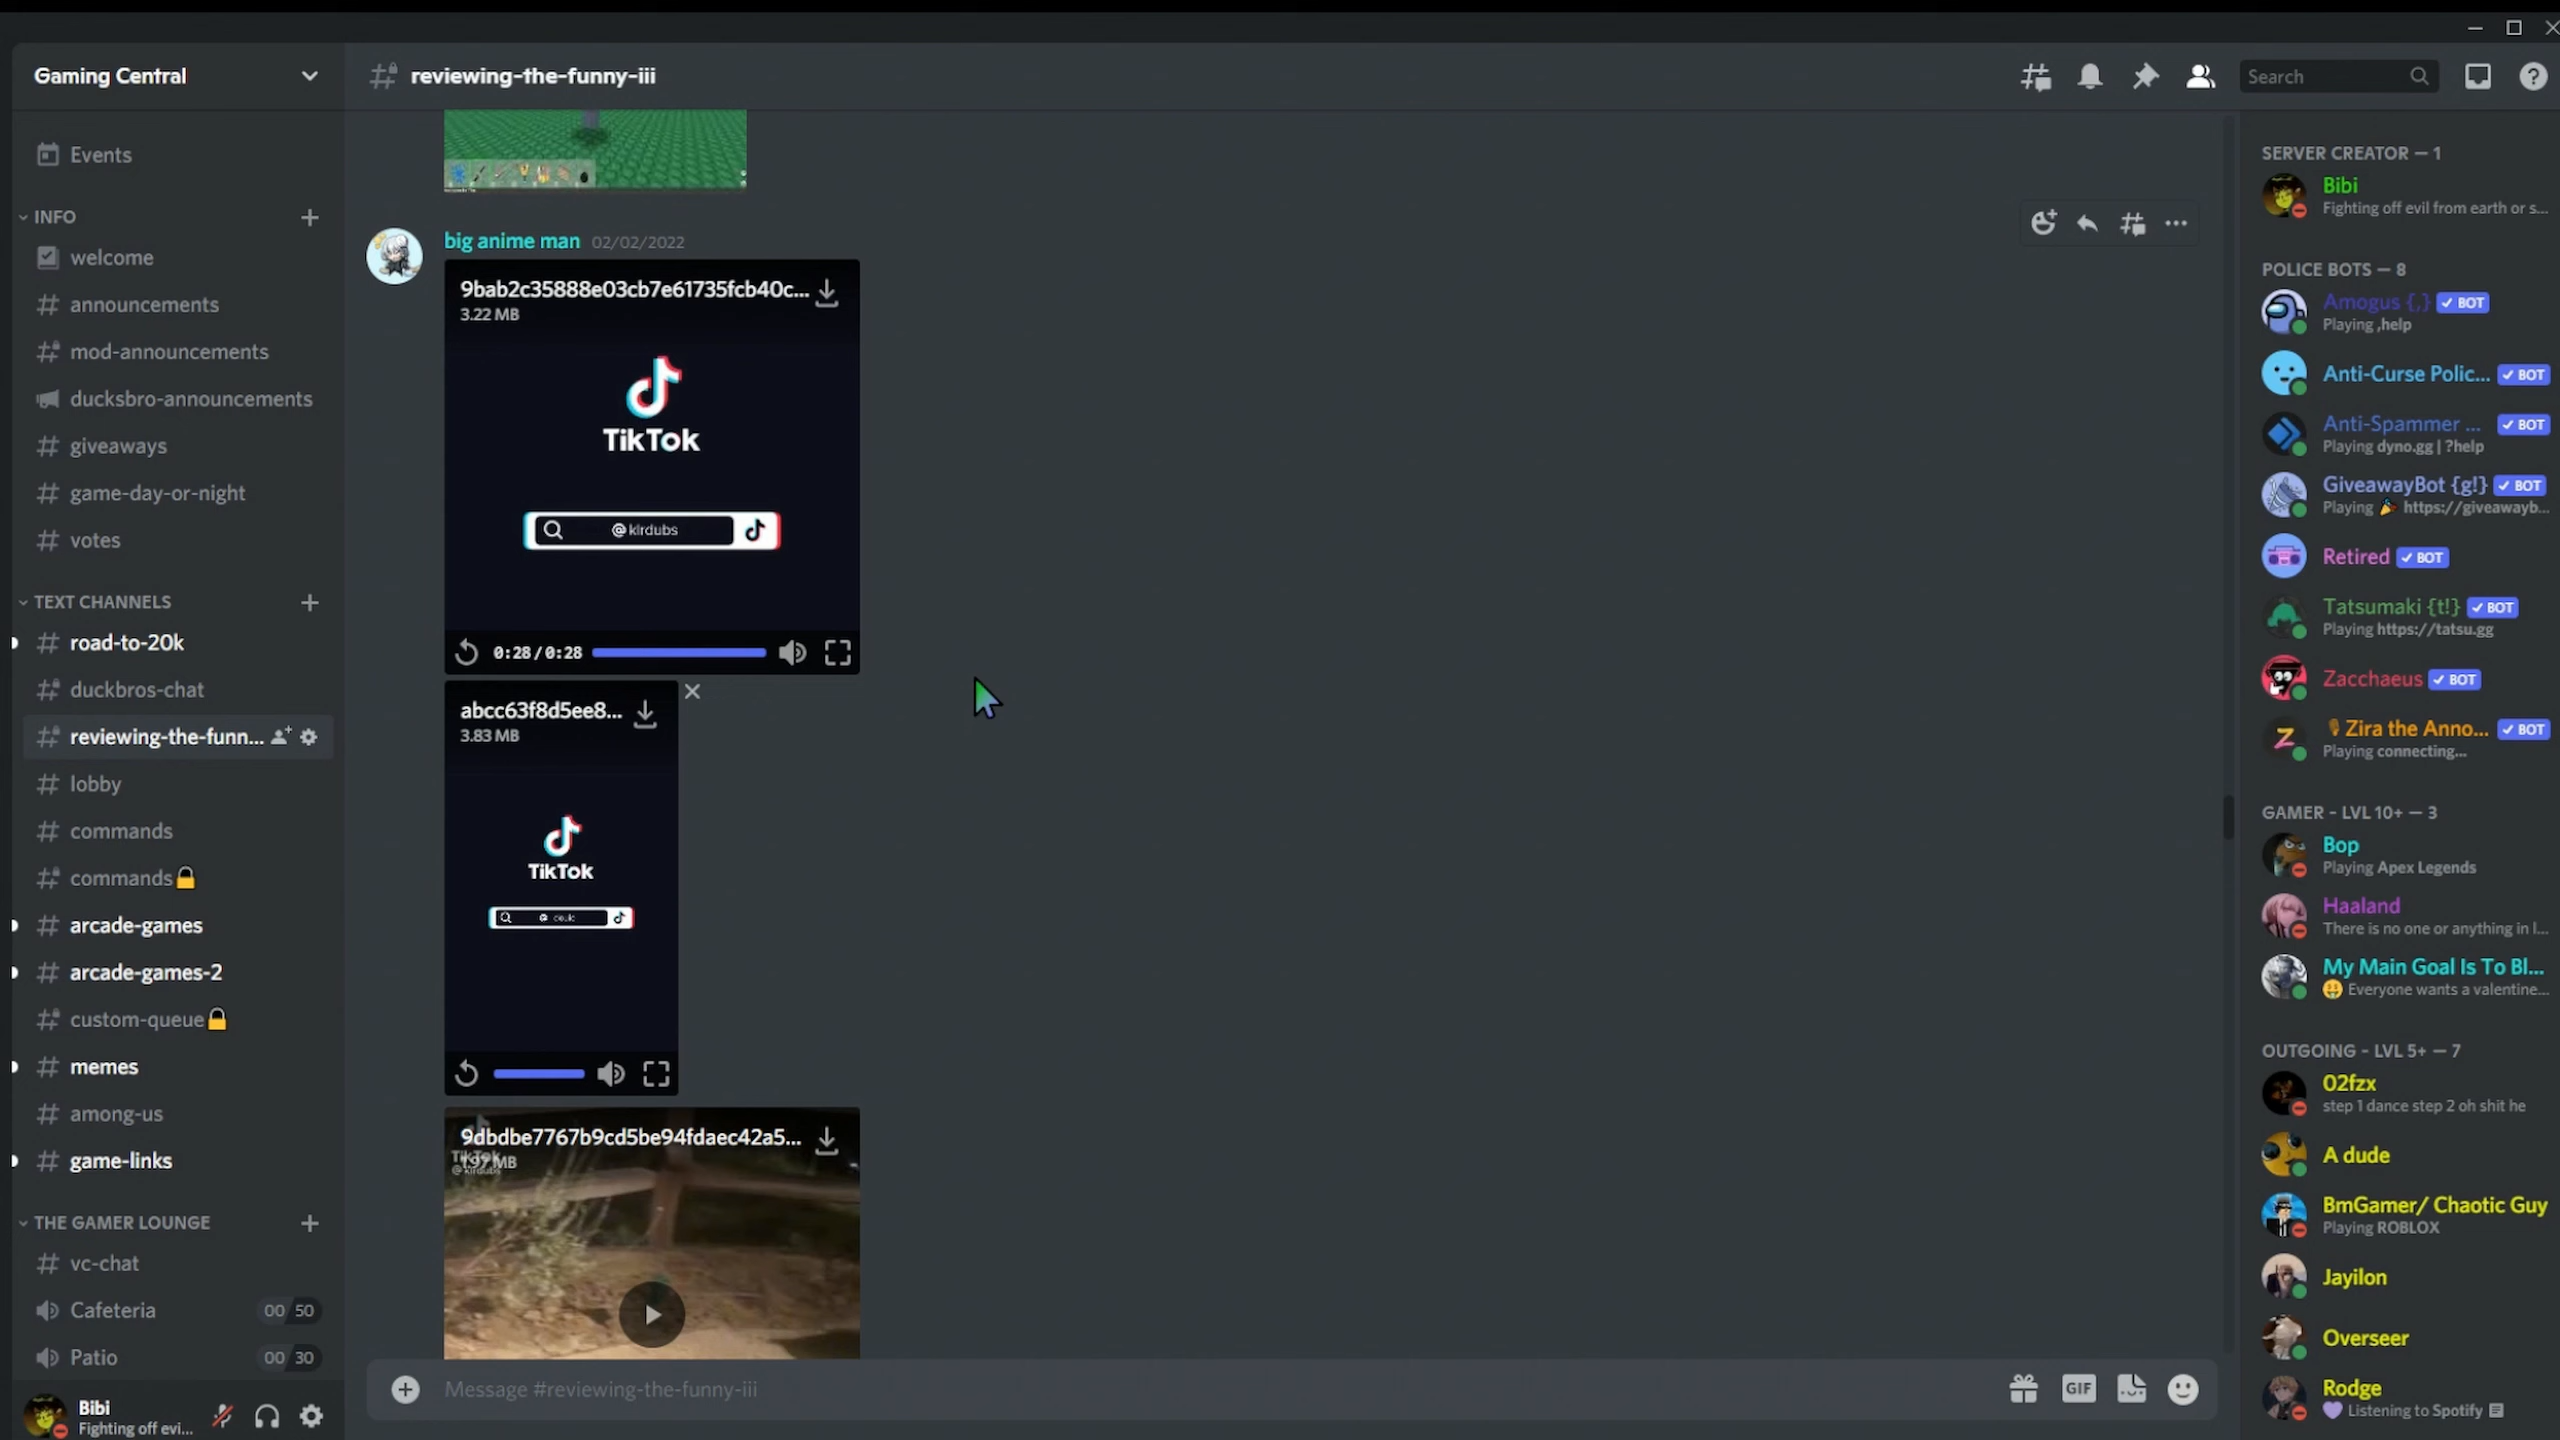 Gaming Central
reviewing-the-funny-iii
Search
Events
INFO
welcome
announcements
mod-announcements
ducksbro-announcements
giveaways
game-day-or-night
votes
TEXT CHANNELS
road-to-20k
duckbros-chat
reviewing-the-funn...
lobby
commands
commands🔒
arcade-games
arcade-games-2
custom-queue🔒
memes
among-us
game-links
THE GAMER LOUNGE
vc-chat
Cafeteria 00 50
Patio 00 30
Bibi
Fighting off evi...
big anime man 02/02/2022
9bab2c35888e03cb7e61735fcb40c...
3.22 MB
TikTok
@klrdubs
0:28/0:28
abcc63f8d5ee8...
3.83 MB
TikTok
9dbdbe7767b9cd5be94fdaec42a5...
1.97 MB
TikTok
@klrdubs
Message #reviewing-the-funny-iii
GIF
SERVER CREATOR — 1
Bibi
Fighting off evil from earth or s...
POLICE BOTS — 8
Amogus {,} ✓ BOT
Playing ,help
Anti-Curse Polic... ✓ BOT
Anti-Spammer ... ✓ BOT
Playing dyno.gg | ?help
GiveawayBot {g!} ✓ BOT
Playing 🎉 https://giveawayb...
Retired ✓ BOT
Tatsumaki {t!} ✓ BOT
Playing https://tatsu.gg
Zacchaeus ✓ BOT
Zira the Anno... ✓ BOT
Playing connecting...
GAMER - LVL 10+ — 3
Bop
Playing Apex Legends
Haaland
There is no one or anything in l...
My Main Goal Is To Bl...
Everyone wants a valentine...
OUTGOING - LVL 5+ — 7
02fzx
step 1 dance step 2 oh shit he
A dude
BmGamer/ Chaotic Guy
Playing ROBLOX
Jayilon
Overseer
Rodge
Listening to Spotify